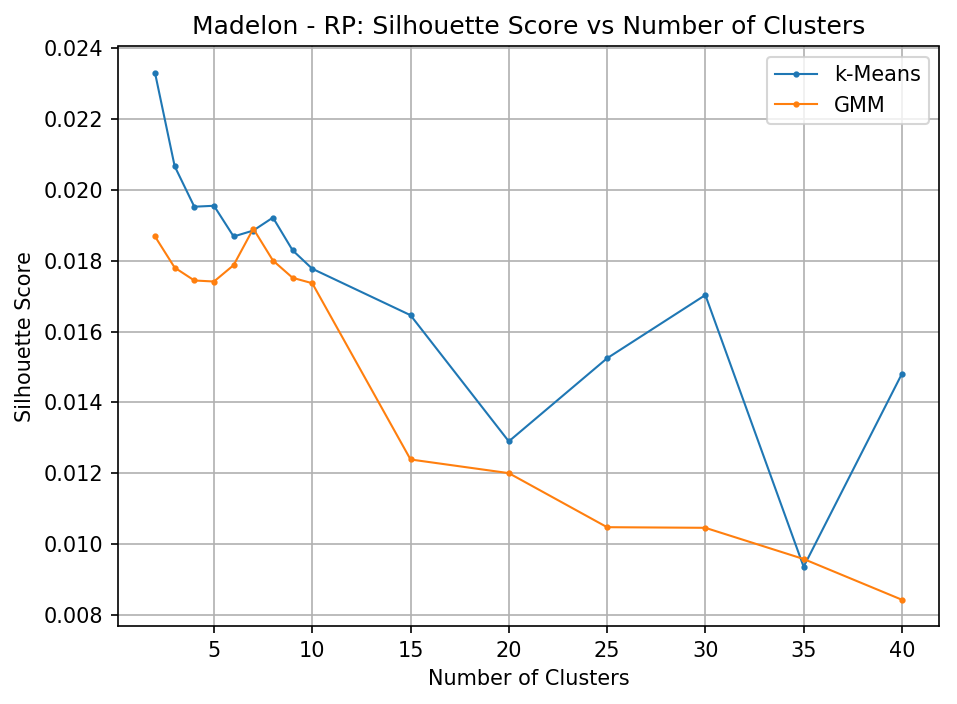 Madelon - RP: Silhouette Score vs Number of Clusters
k-Means
GMM
Silhouette Score
0.024
0.022
0.020
0.018
0.016
0.014
0.012
0.010
0.008
5 10 15 20 25 30 35 40
Number of Clusters